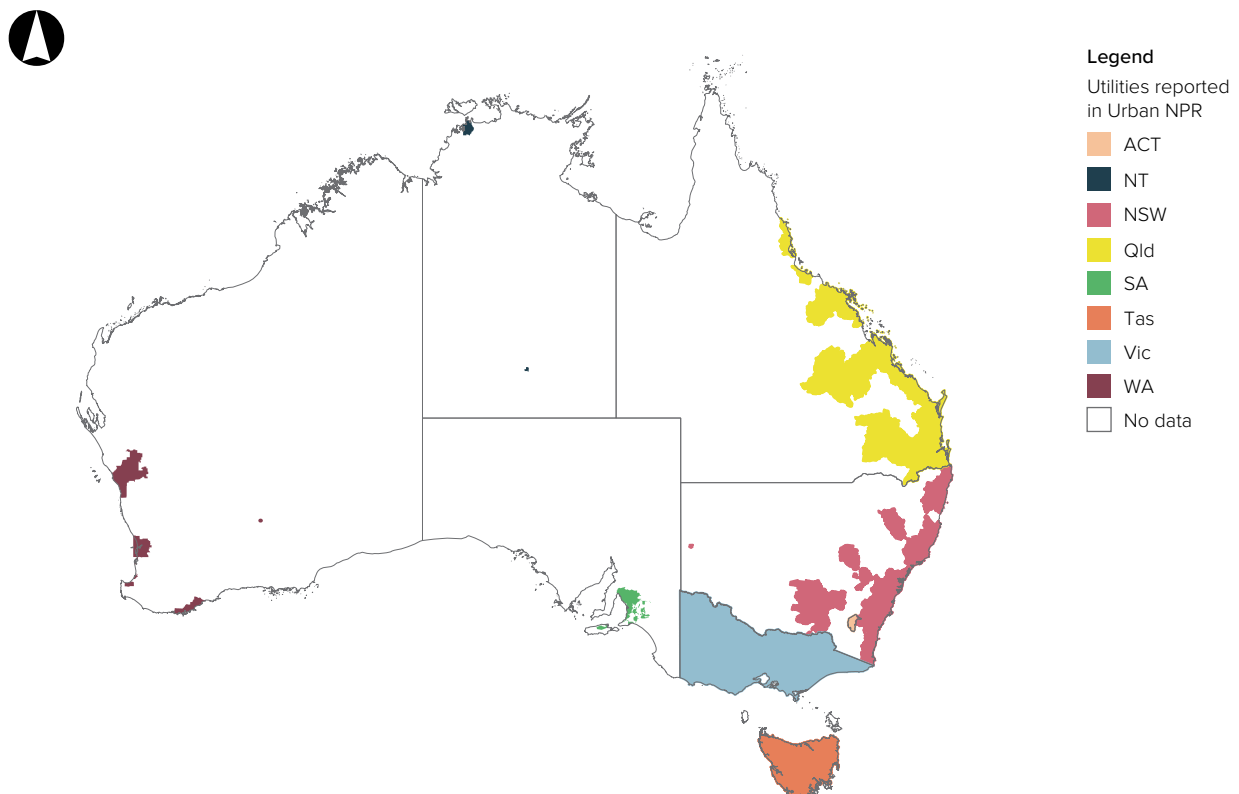 Legend
Utilities reported
in Urban NPR
ACT
NT
NSW
Qld
SA
Tas
Vic
WA
No data